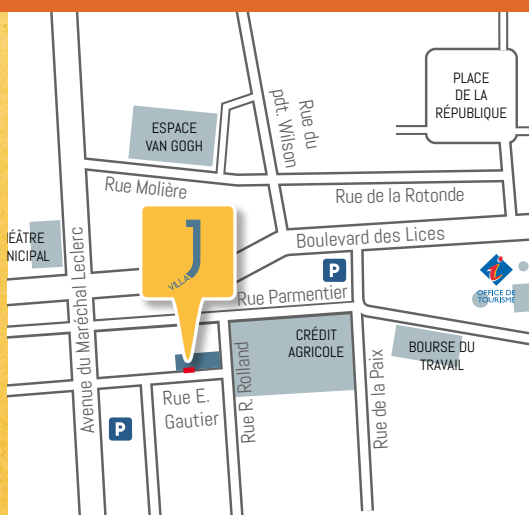 PLACE
DE LA
RÉPUBLIQUE
ESPACE
VAN GOGH
Rue du
pdt. Wilson
Rue Molière
Rue de la Rotonde
ÉÂTRE
NICIPAL
Avenue du Maréchal Leclerc
J
VILLA
Boulevard des Lices
P
i
OFFICE DE
TOURISME
Rue Parmentier
CRÉDIT
AGRICOLE
BOURSE DU
TRAVAIL
Rue E.
Gautier
Rue R. Rolland
Rue de la Paix
P